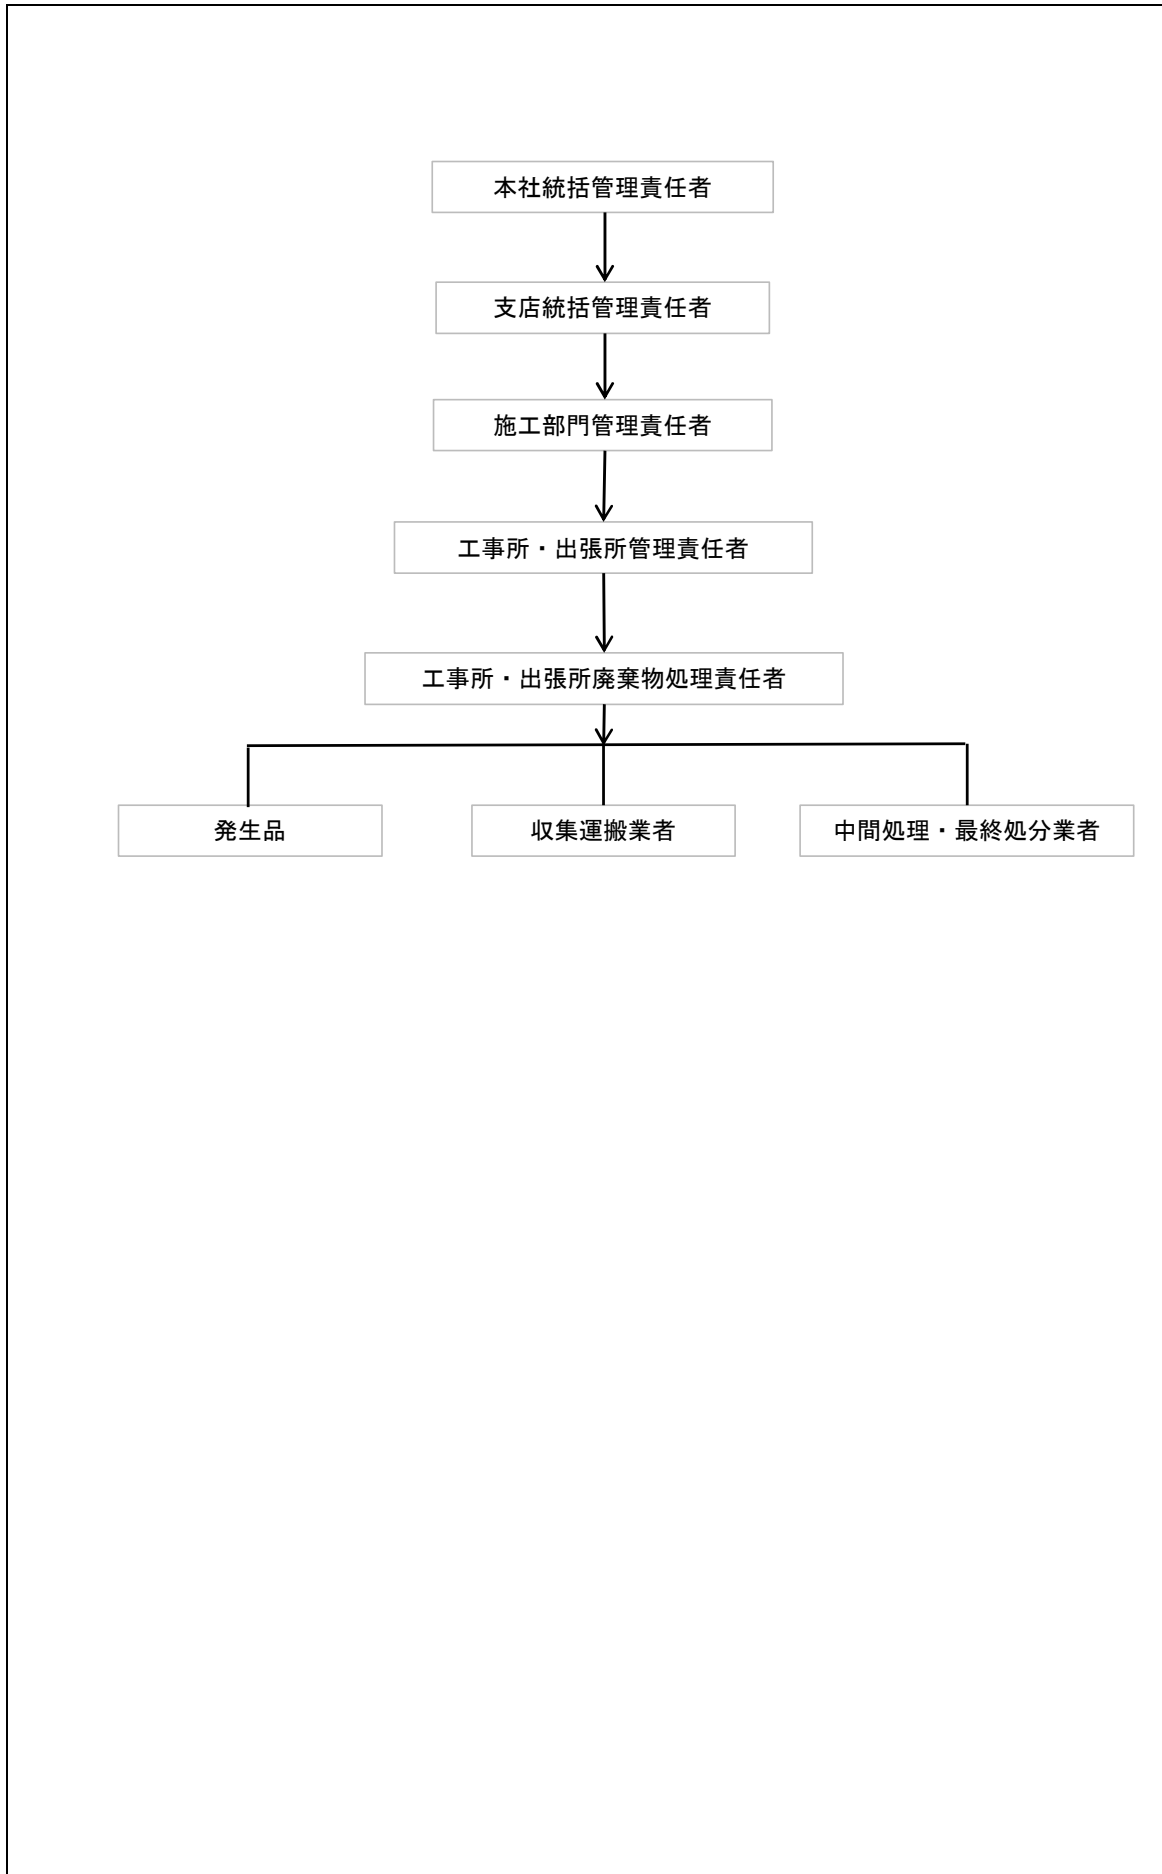 本社統括管理責任者
支店統括管理責任者
施工部門管理責任者
工事所・出張所管理責任者
工事所・出張所廃棄物処理責任者
発生品
収集運搬業者
中間処理・最終処分業者